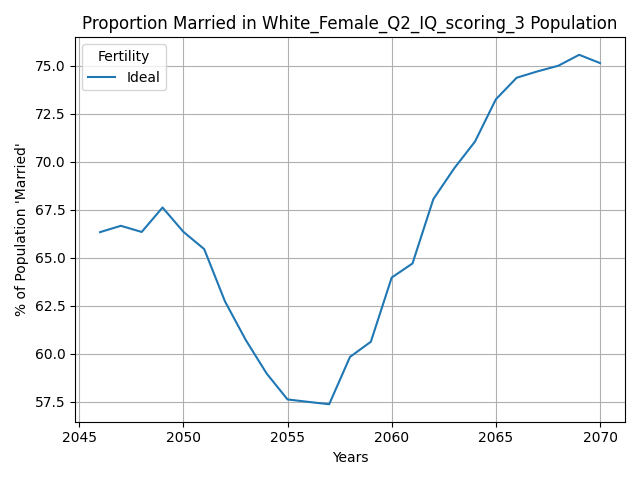 Proportion Married in White_Female_Q2_IQ_scoring_3 Population
Fertility
Ideal
% of Population 'Married'
75.0
72.5
70.0
67.5
65.0
62.5
60.0
57.5
2045 2050 2055 2060 2065 2070
Years